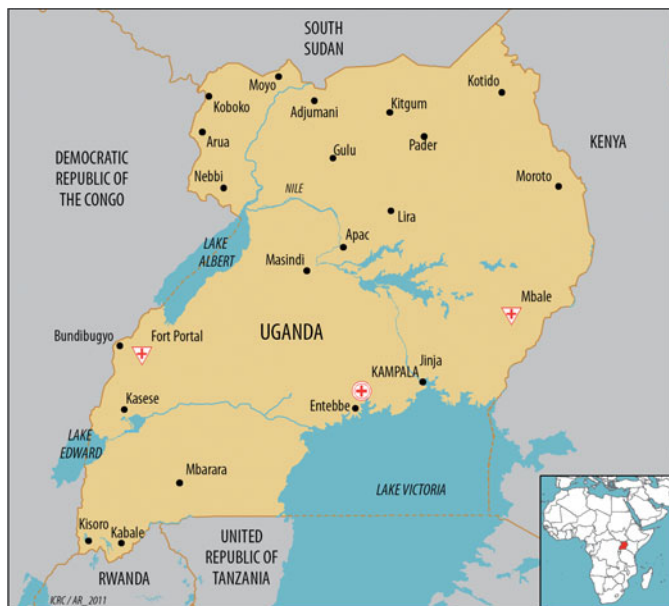 SOUTH
SUDAN
Moyo
Kotido
Koboko
Adjumani
Kitgum
Arua
Gulu
Pader
KENYA
DEMOCRATIC
REPUBLIC OF
THE CONGO
Nebbi
NILE
Moroto
Lira
LAKE
ALBERT
Apac
Masindi
Mbale
UGANDA
Bundibugyo
Fort Portal
Jinja
KAMPALA
Kasese
Entebbe
LAKE
EDWARD
Mbarara
LAKE VICTORIA
Kisoro
Kabale
UNITED
REPUBLIC OF
TANZANIA
RWANDA
ICRC / AR_2011